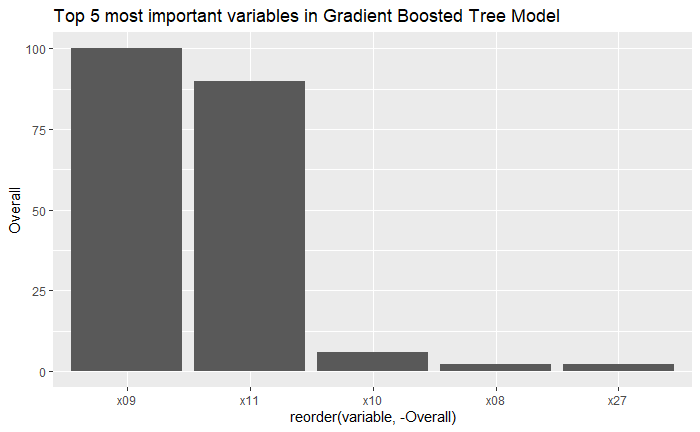 Top 5 most important variables in Gradient Boosted Tree Model
Overall
100
75
50
25
0
x09 x11 x10 x08 x27
reorder(variable, -Overall)